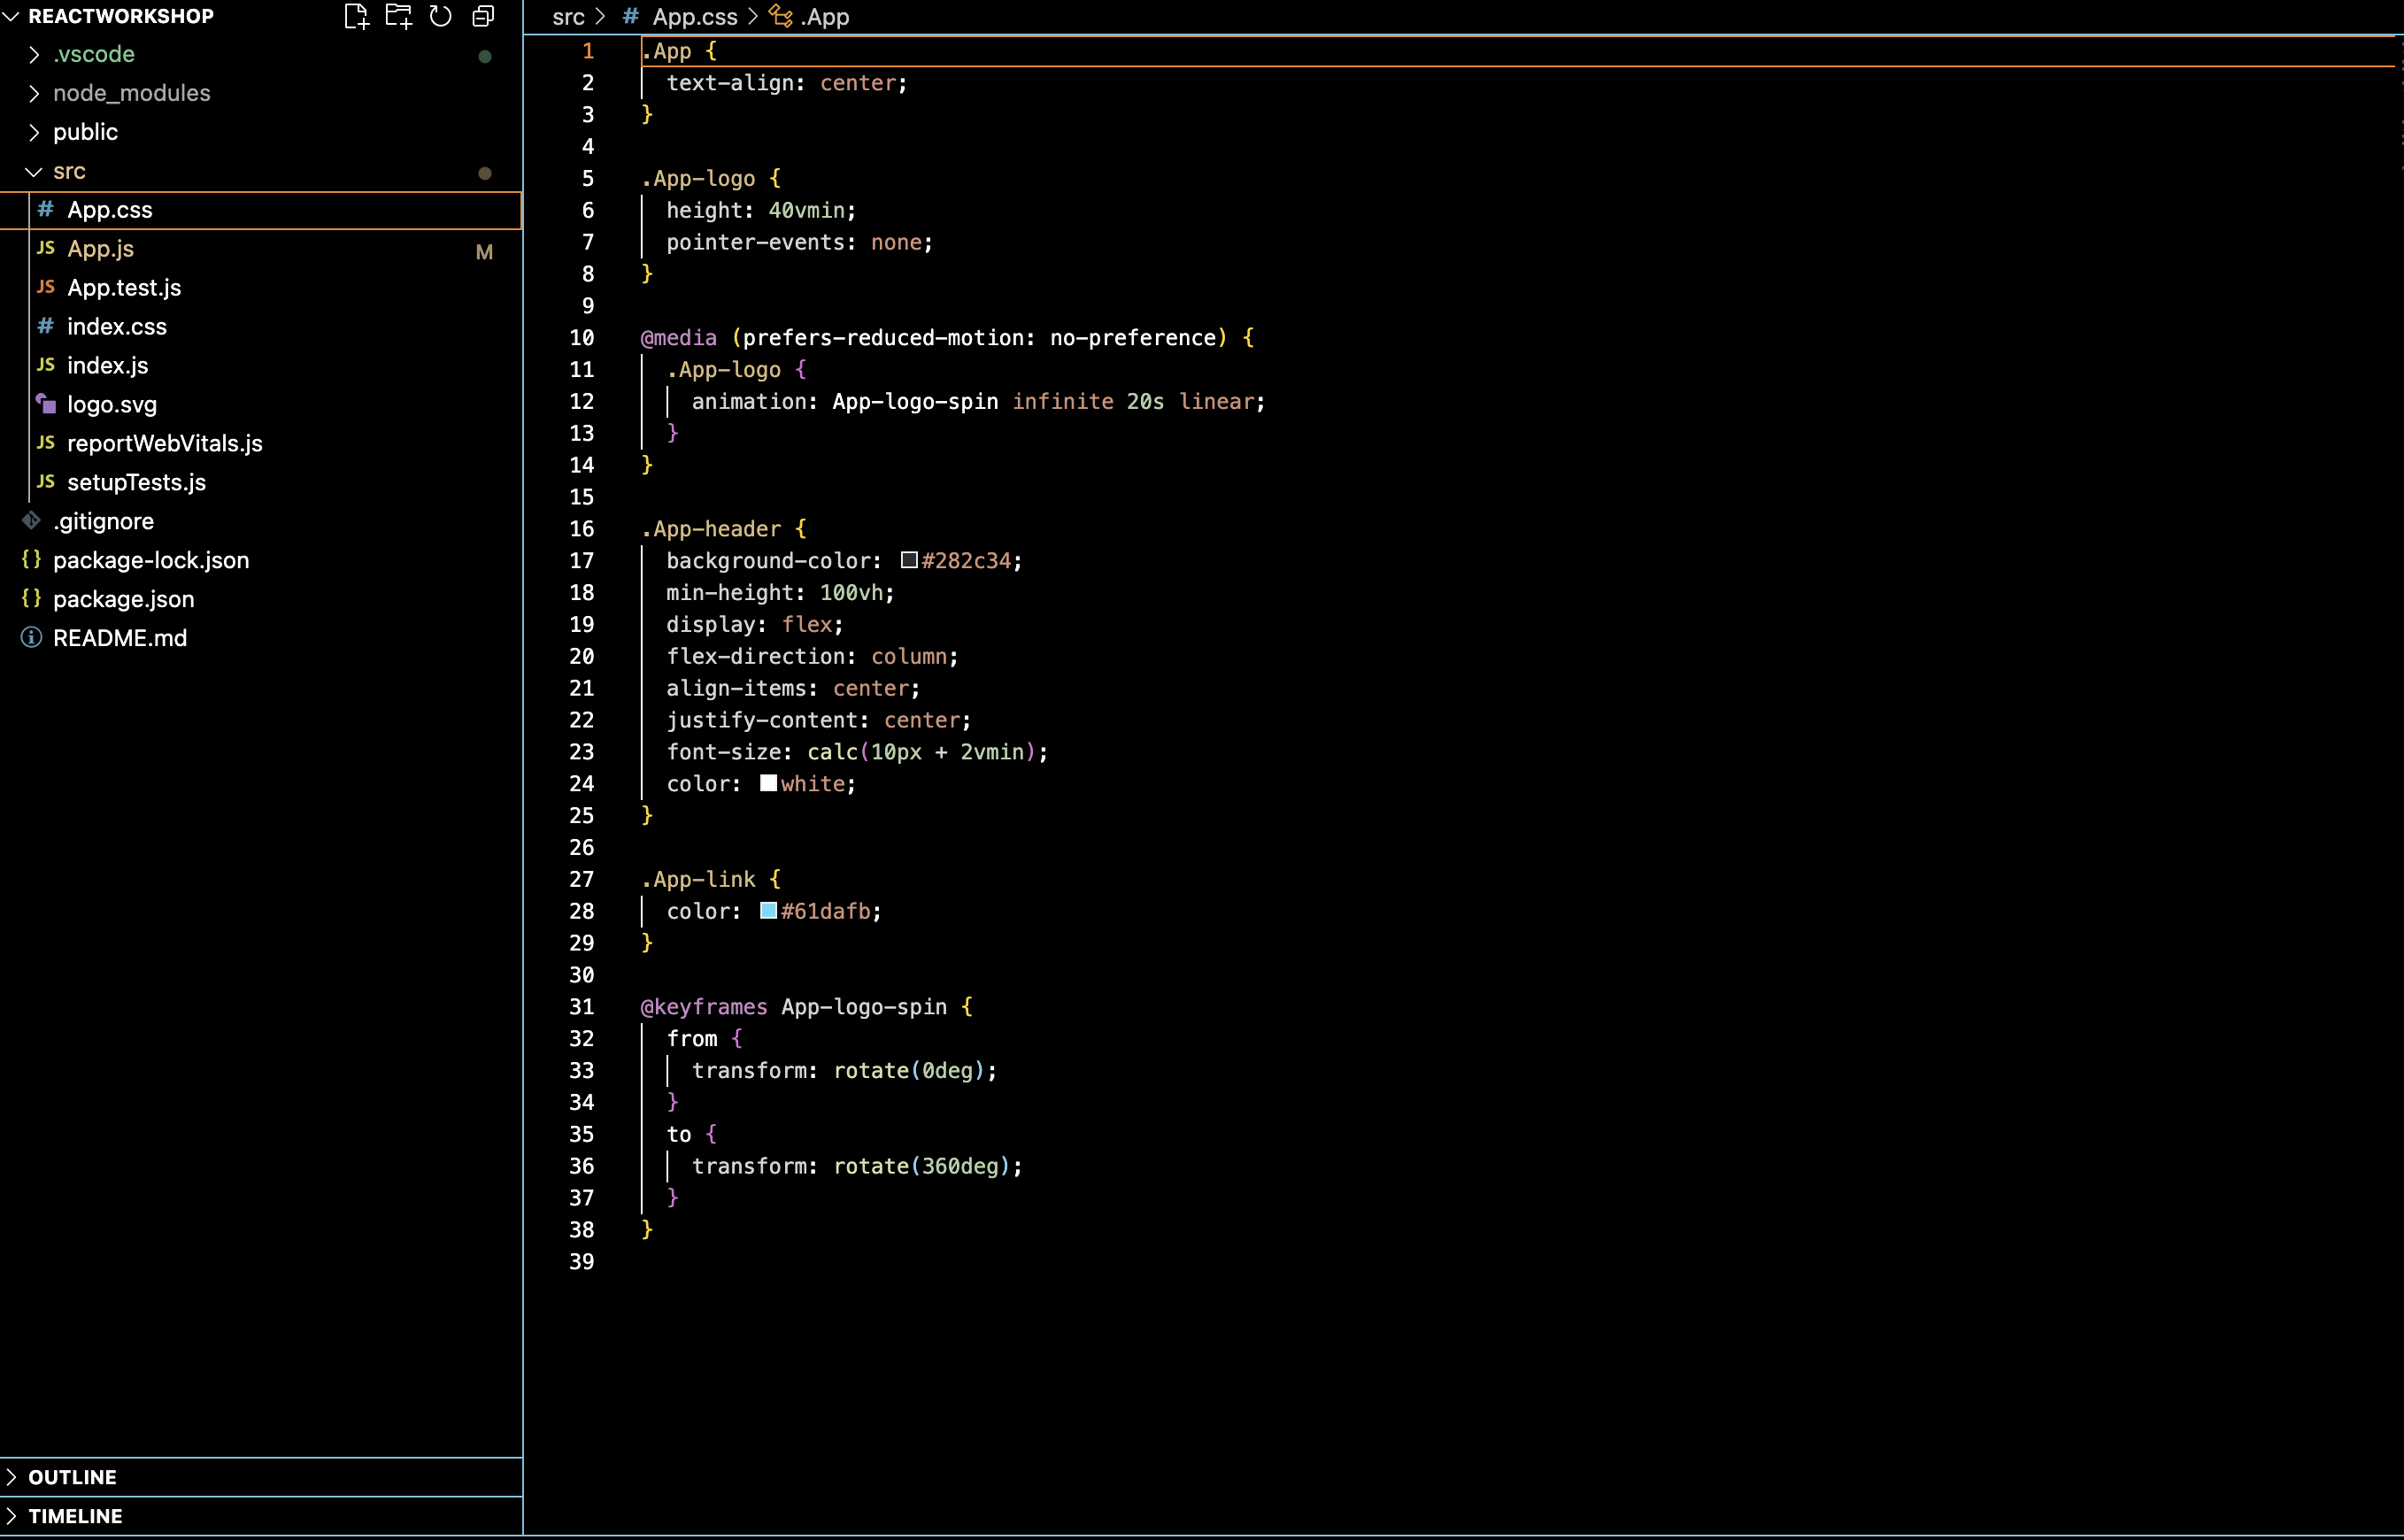 REACTWORKSHOP
.vscode
node_modules
public
src
# App.css
JS App.js M
JS App.test.js
# index.css
JS index.js
logo.svg
JS reportWebVitals.js
JS setupTests.js
.gitignore
{} package-lock.json
{} package.json
README.md
OUTLINE
TIMELINE
src > # App.css > .App
1 .App {
2   text-align: center;
3 }
4
5 .App-logo {
6   height: 40vmin;
7   pointer-events: none;
8 }
9
10 @media (prefers-reduced-motion: no-preference) {
11   .App-logo {
12     animation: App-logo-spin infinite 20s linear;
13   }
14 }
15
16 .App-header {
17   background-color: #282c34;
18   min-height: 100vh;
19   display: flex;
20   flex-direction: column;
21   align-items: center;
22   justify-content: center;
23   font-size: calc(10px + 2vmin);
24   color: white;
25 }
26
27 .App-link {
28   color: #61dafb;
29 }
30
31 @keyframes App-logo-spin {
32   from {
33     transform: rotate(0deg);
34   }
35   to {
36     transform: rotate(360deg);
37   }
38 }
39